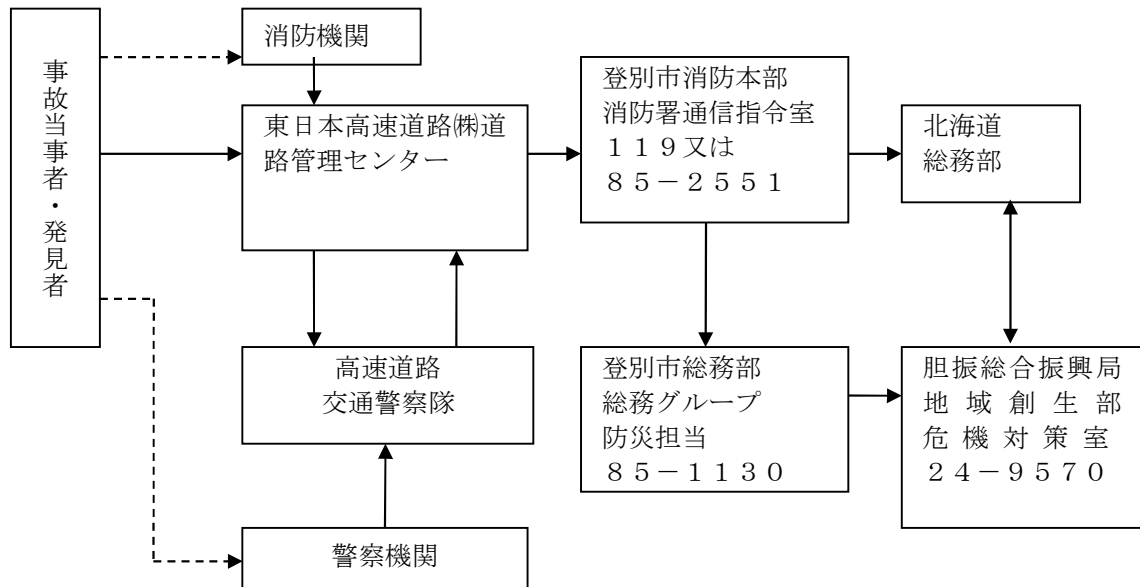 事故当事者・発見者
消防機関
東日本高速道路㈱道
路管理センター
高速道路
交通警察隊
警察機関
登別市消防本部
消防署通信指令室
１１９又は
８５－２５５１
登別市総務部
総務グループ
防災担当
８５－１１３０
北海道
総務部
胆振総合振興局
地域創生部
危機対策室
２４－９５７０